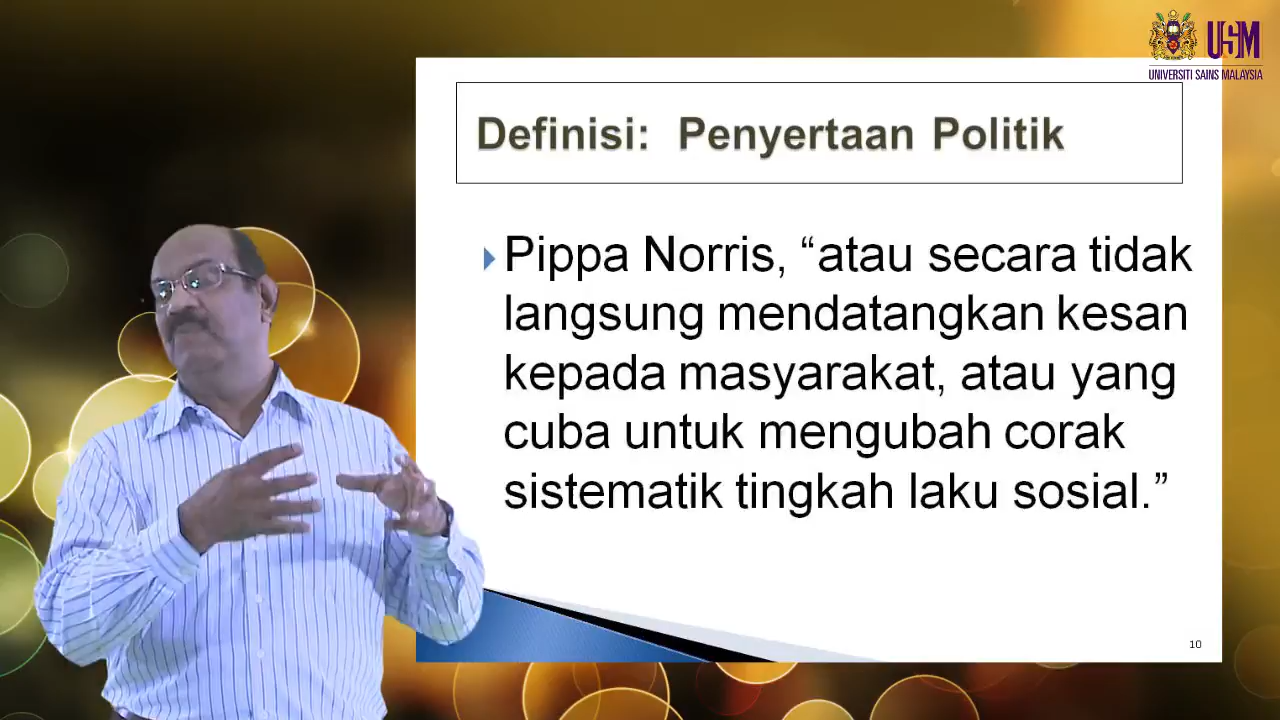 USM
UNIVERSITI SAINS MALAYSIA
Definisi: Penyertaan Politik
Pippa Norris, “atau secara tidak
langsung mendatangkan kesan
kepada masyarakat, atau yang
cuba untuk mengubah corak
sistematik tingkah laku sosial.”
10